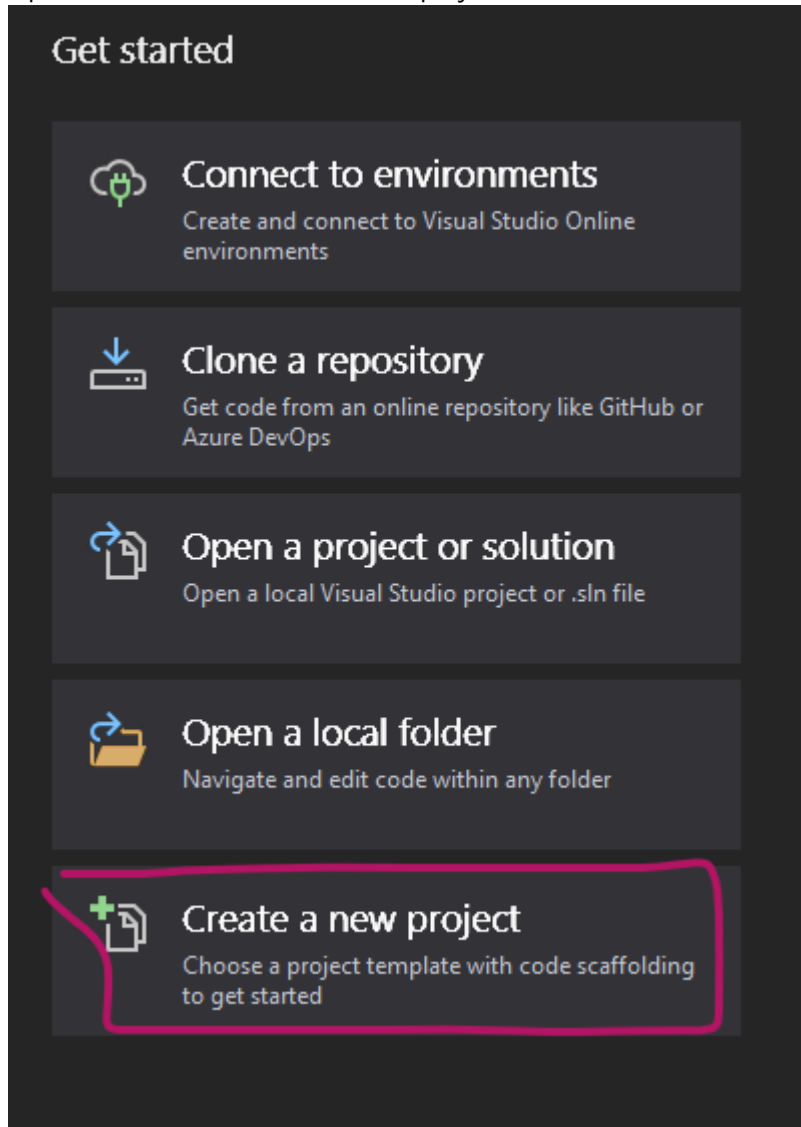 Get started
Connect to environments
Create and connect to Visual Studio Online
environments
Clone a repository
Get code from an online repository like GitHub or
Azure DevOps
Open a project or solution
Open a local Visual Studio project or .sln file
Open a local folder
Navigate and edit code within any folder
Create a new project
Choose a project template with code scaffolding
to get started